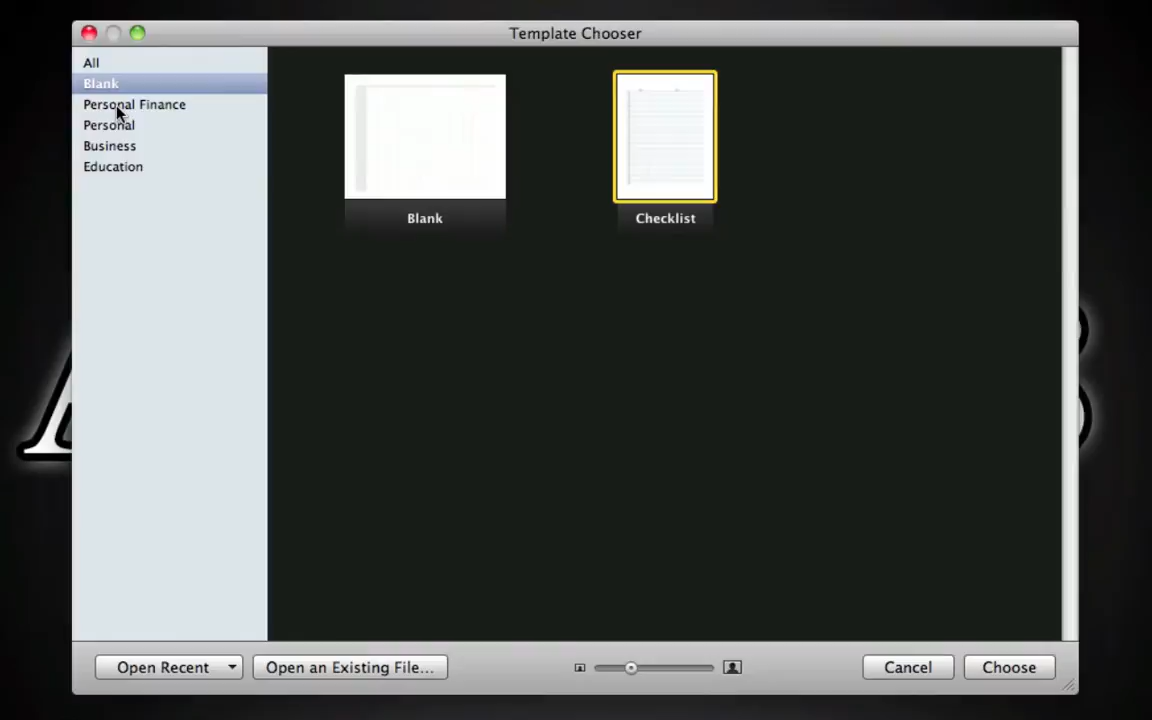 Template Chooser
All
Blank
Personal Finance
Personal
Business
Education
Blank
Checklist
Open Recent
Open an Existing File...
Cancel
Choose